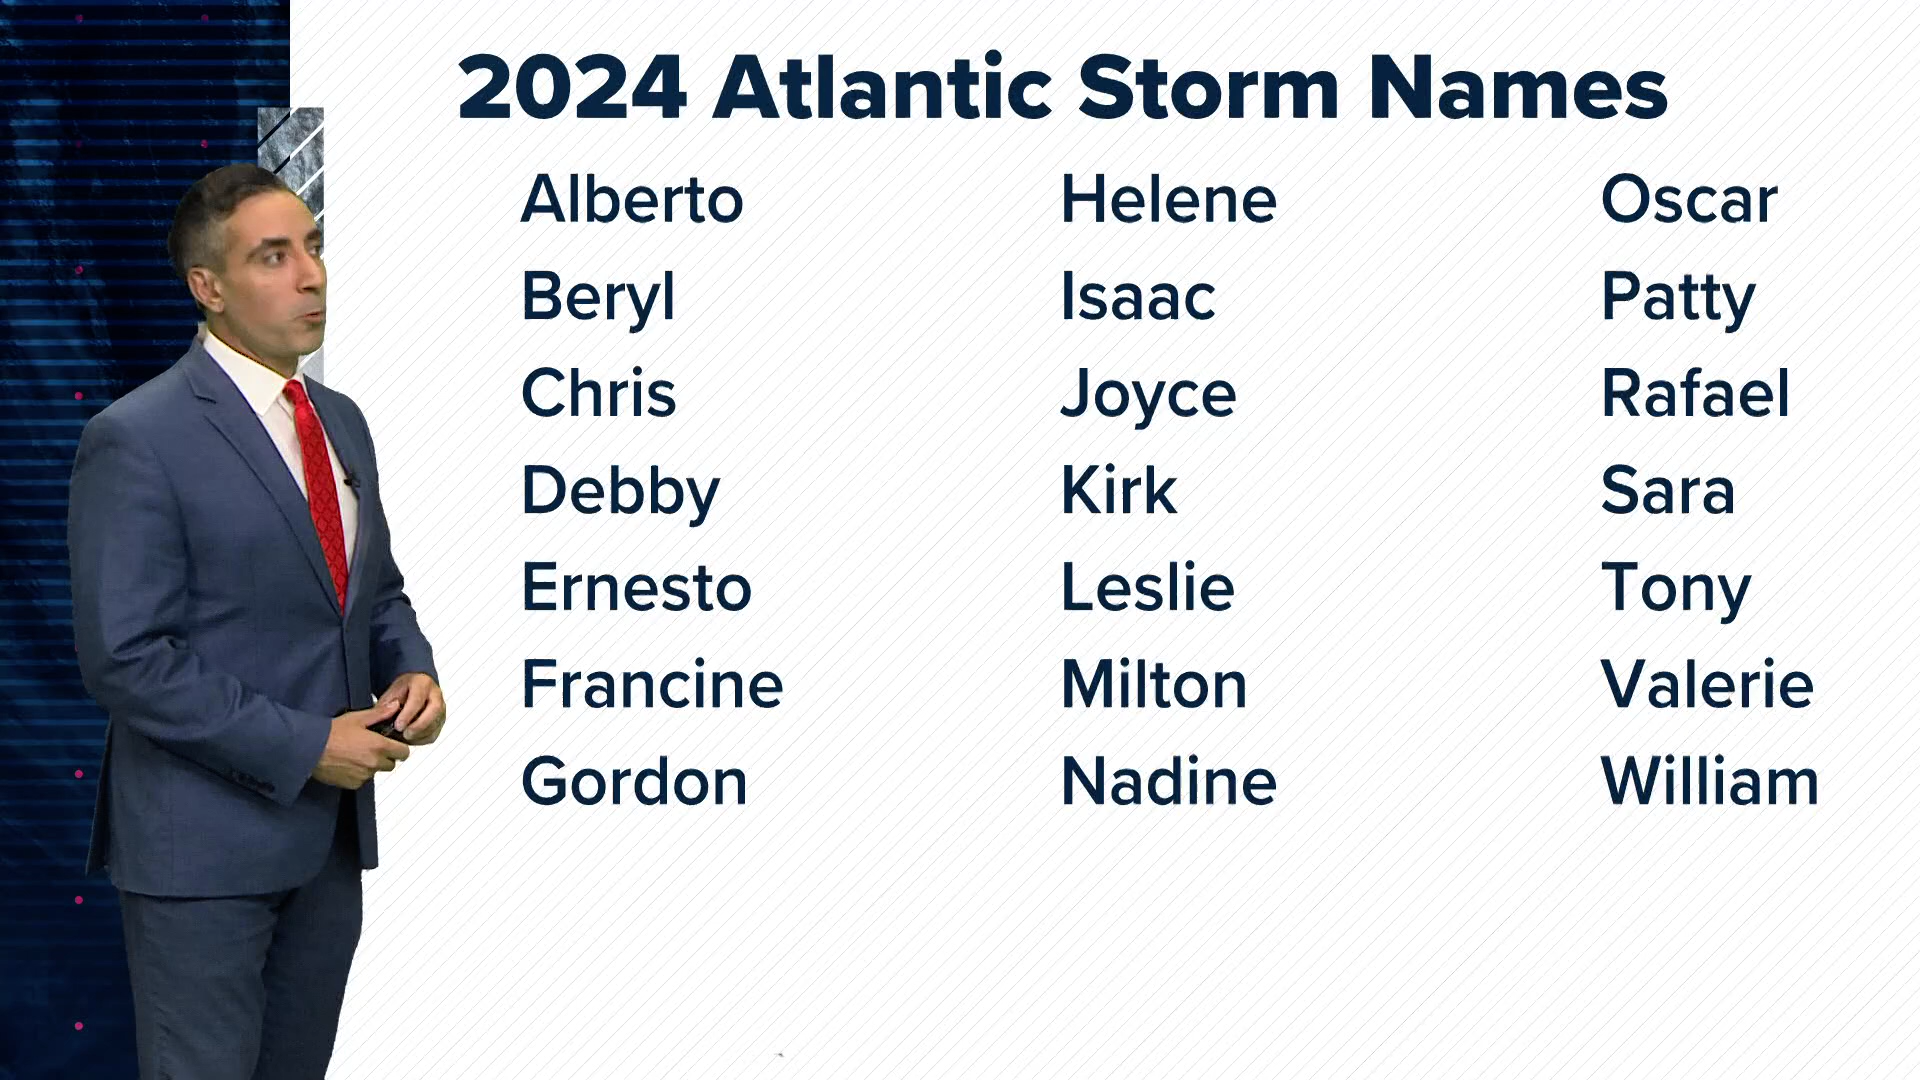 2024 Atlantic Storm Names
Alberto
Beryl
Chris
Debby
Ernesto
Francine
Gordon
Helene
Isaac
Joyce
Kirk
Leslie
Milton
Nadine
Oscar
Patty
Rafael
Sara
Tony
Valerie
William